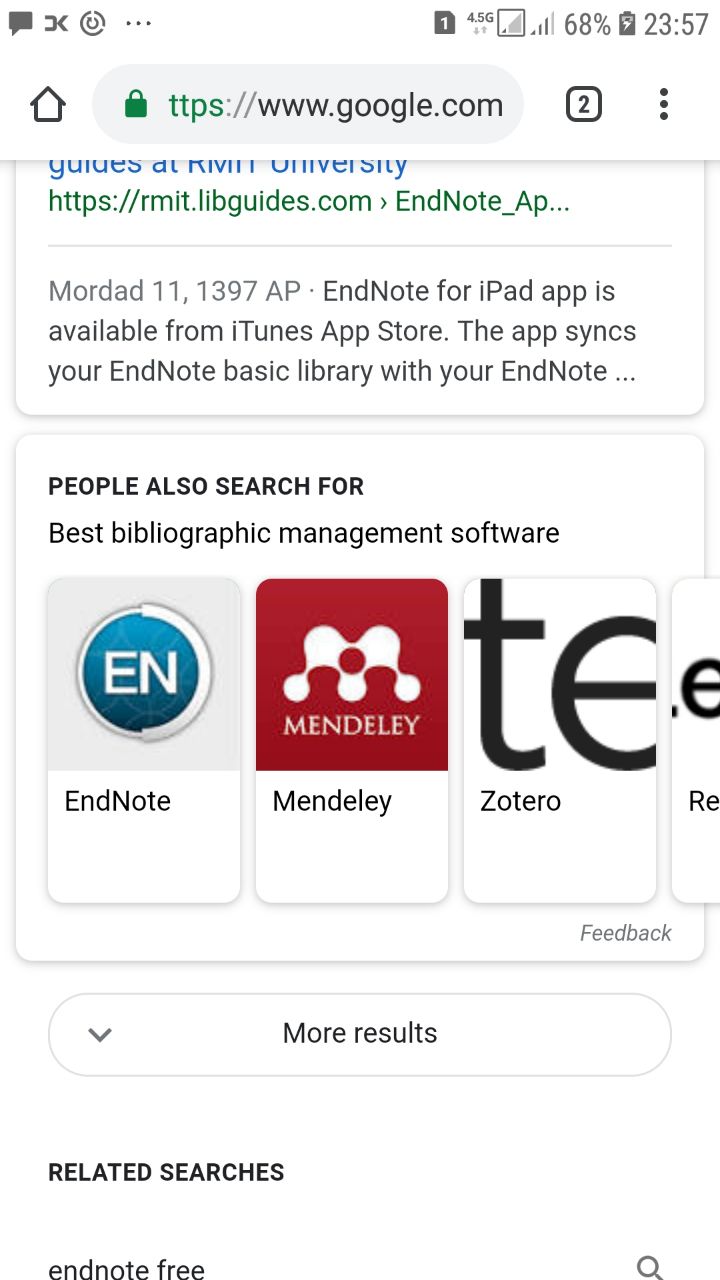 1 4.5G 68% 23:57
ttps://www.google.com 2
guides at RMIT University
https://rmit.libguides.com › EndNote_Ap...
Mordad 11, 1397 AP · EndNote for iPad app is
available from iTunes App Store. The app syncs
your EndNote basic library with your EndNote ...
PEOPLE ALSO SEARCH FOR
Best bibliographic management software
EN
MENDELEY
te
.e
EndNote
Mendeley
Zotero
Re
Feedback
More results
RELATED SEARCHES
endnote free